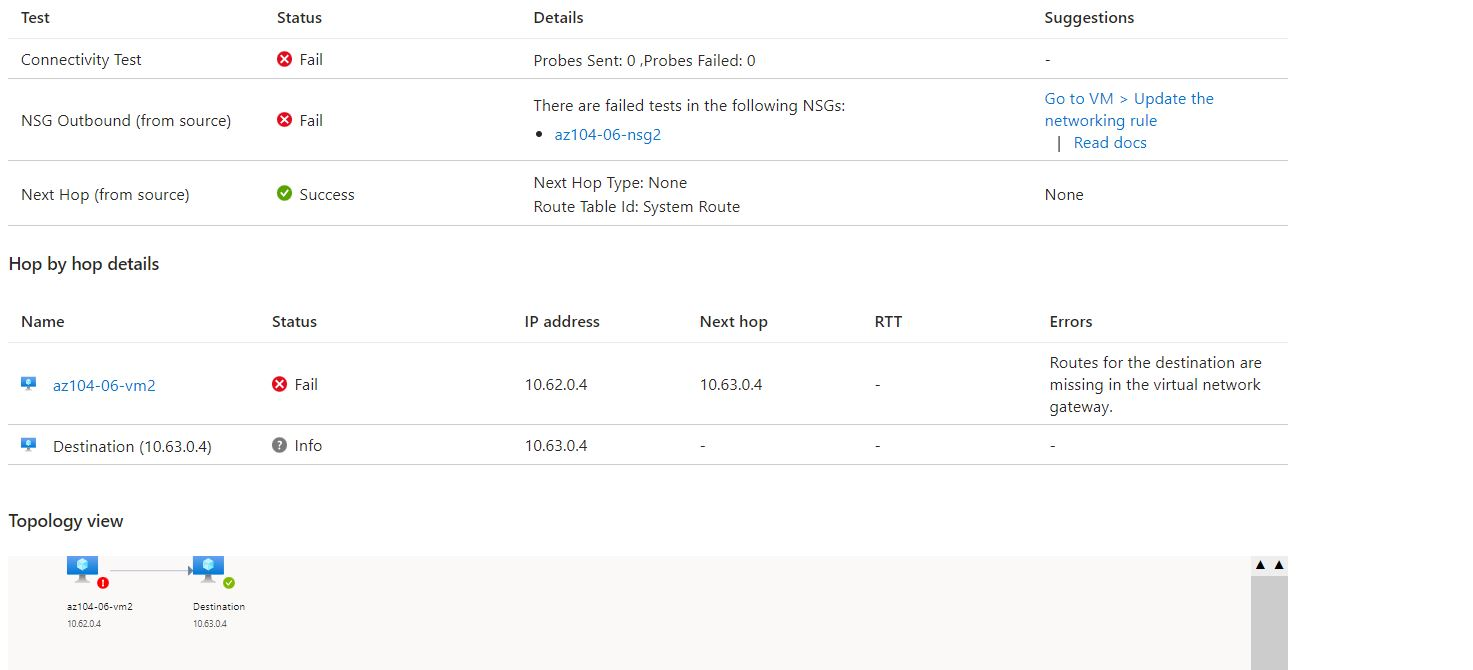 Test Status Details Suggestions
Connectivity Test Fail Probes Sent: 0 ,Probes Failed: 0 -
NSG Outbound (from source) Fail There are failed tests in the following NSGs:
• az104-06-nsg2
Go to VM > Update the
networking rule
| Read docs
Next Hop (from source) Success Next Hop Type: None
Route Table Id: System Route
None
Hop by hop details
Name Status IP address Next hop RTT Errors
az104-06-vm2 Fail 10.62.0.4 10.63.0.4 - Routes for the destination are
missing in the virtual network
gateway.
Destination (10.63.0.4) Info 10.63.0.4 - - -
Topology view
az104-06-vm2 Destination
10.62.0.4 10.63.0.4